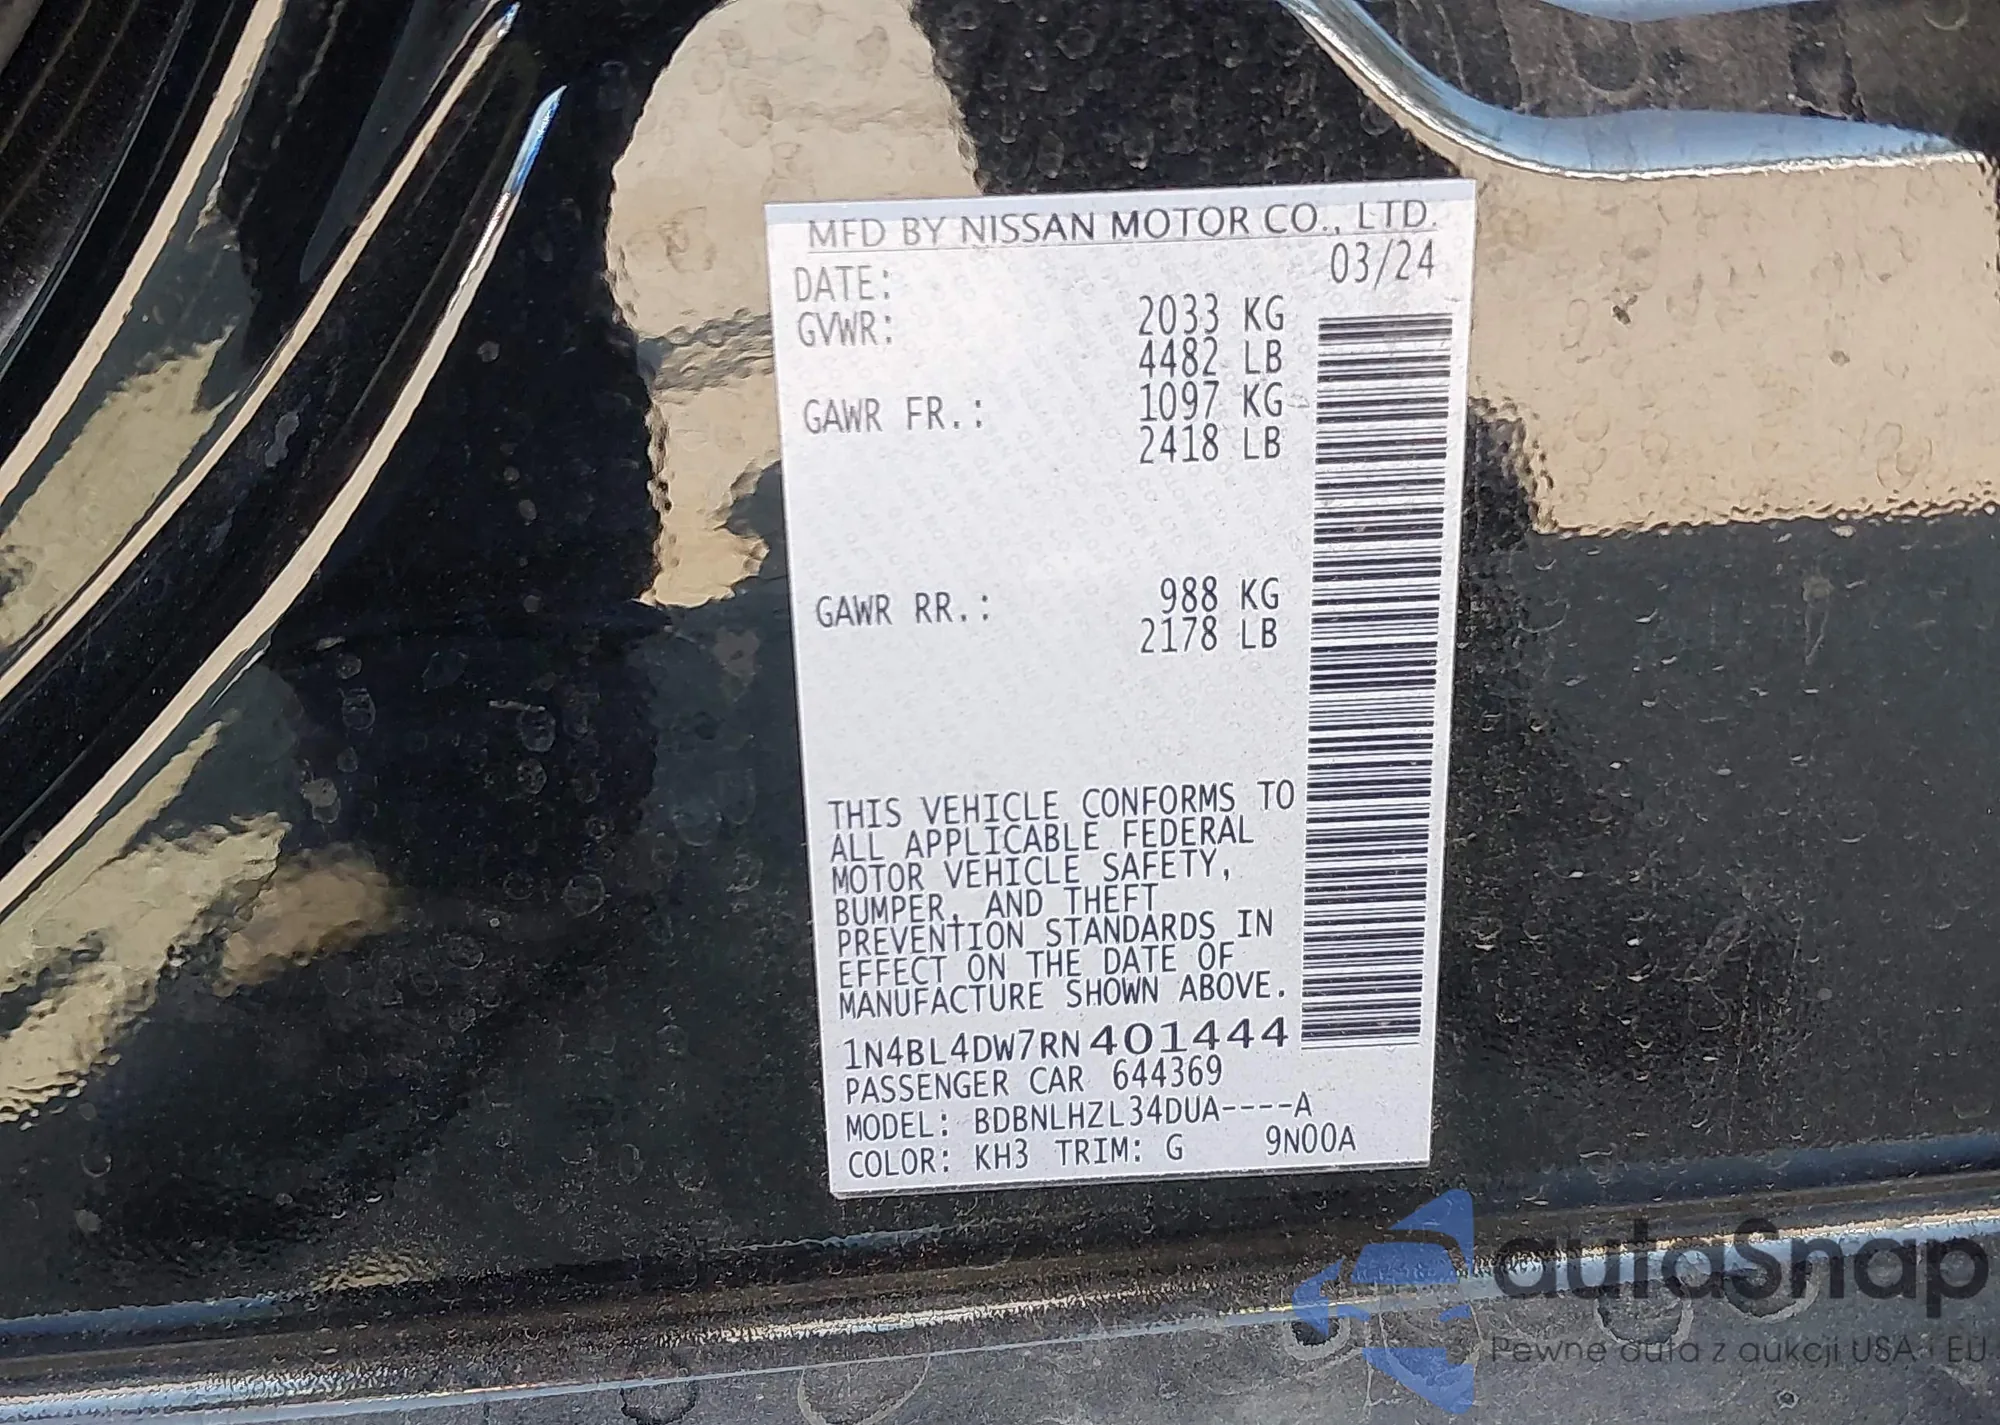 MFD BY NISSAN MOTOR CO., LTD.
DATE: 03/24
GVWR: 2033 KG
4482 LB
GAWR FR.: 1097 KG
2418 LB
GAWR RR.: 988 KG
2178 LB
THIS VEHICLE CONFORMS TO
ALL APPLICABLE FEDERAL
MOTOR VEHICLE SAFETY,
BUMPER, AND THEFT
PREVENTION STANDARDS IN
EFFECT ON THE DATE OF
MANUFACTURE SHOWN ABOVE.
1N4BL4DW7RN401444
PASSENGER CAR 644369
MODEL: BDBNLHZL34DUA----A
COLOR: KH3 TRIM: G 9N00A
autaSnap
Pewne auta z aukcji USA i EU